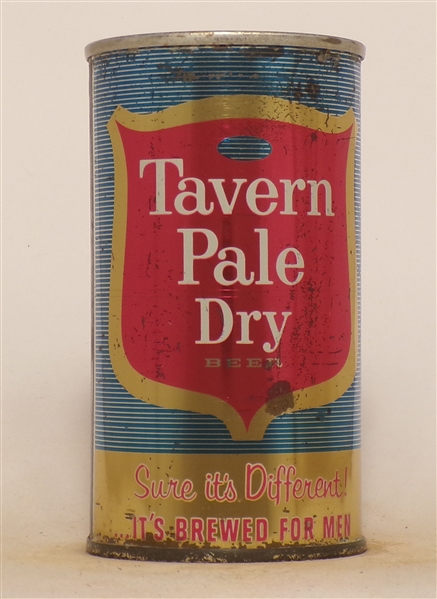 Tavern
Pale
Dry
BEER
Sure it's Different!
...IT'S BREWED FOR MEN